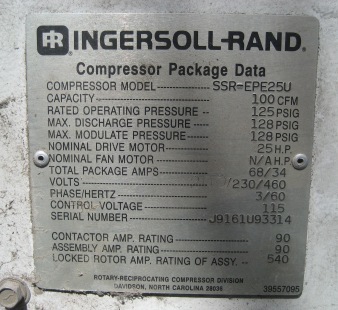 IR INGERSOLL-RAND®
Compressor Package Data
COMPRESSOR MODEL ------ SSR-EPE25U
CAPACITY ------ 100 CFM
RATED OPERATING PRESSURE -- 125 PSIG
MAX. DISCHARGE PRESSURE ---- 128 PSIG
MAX. MODULATE PRESSURE ---- 128 PSIG
NOMINAL DRIVE MOTOR ------ 25 H.P.
NOMINAL FAN MOTOR ------ N/A H.P.
TOTAL PACKAGE AMPS ------ 68/34
VOLTS ------ /230/460
PHASE/HERTZ ------ 3/60
CONTROL VOLTAGE ------ 115
SERIAL NUMBER ------ J9161U93314
CONTACTOR AMP. RATING ------ 90
ASSEMBLY AMP. RATING ------ 90
LOCKED ROTOR AMP. RATING OF ASSY. -- 540
ROTARY-RECIPROCATING COMPRESSOR DIVISION
DAVIDSON, NORTH CAROLINA 28036
39557095